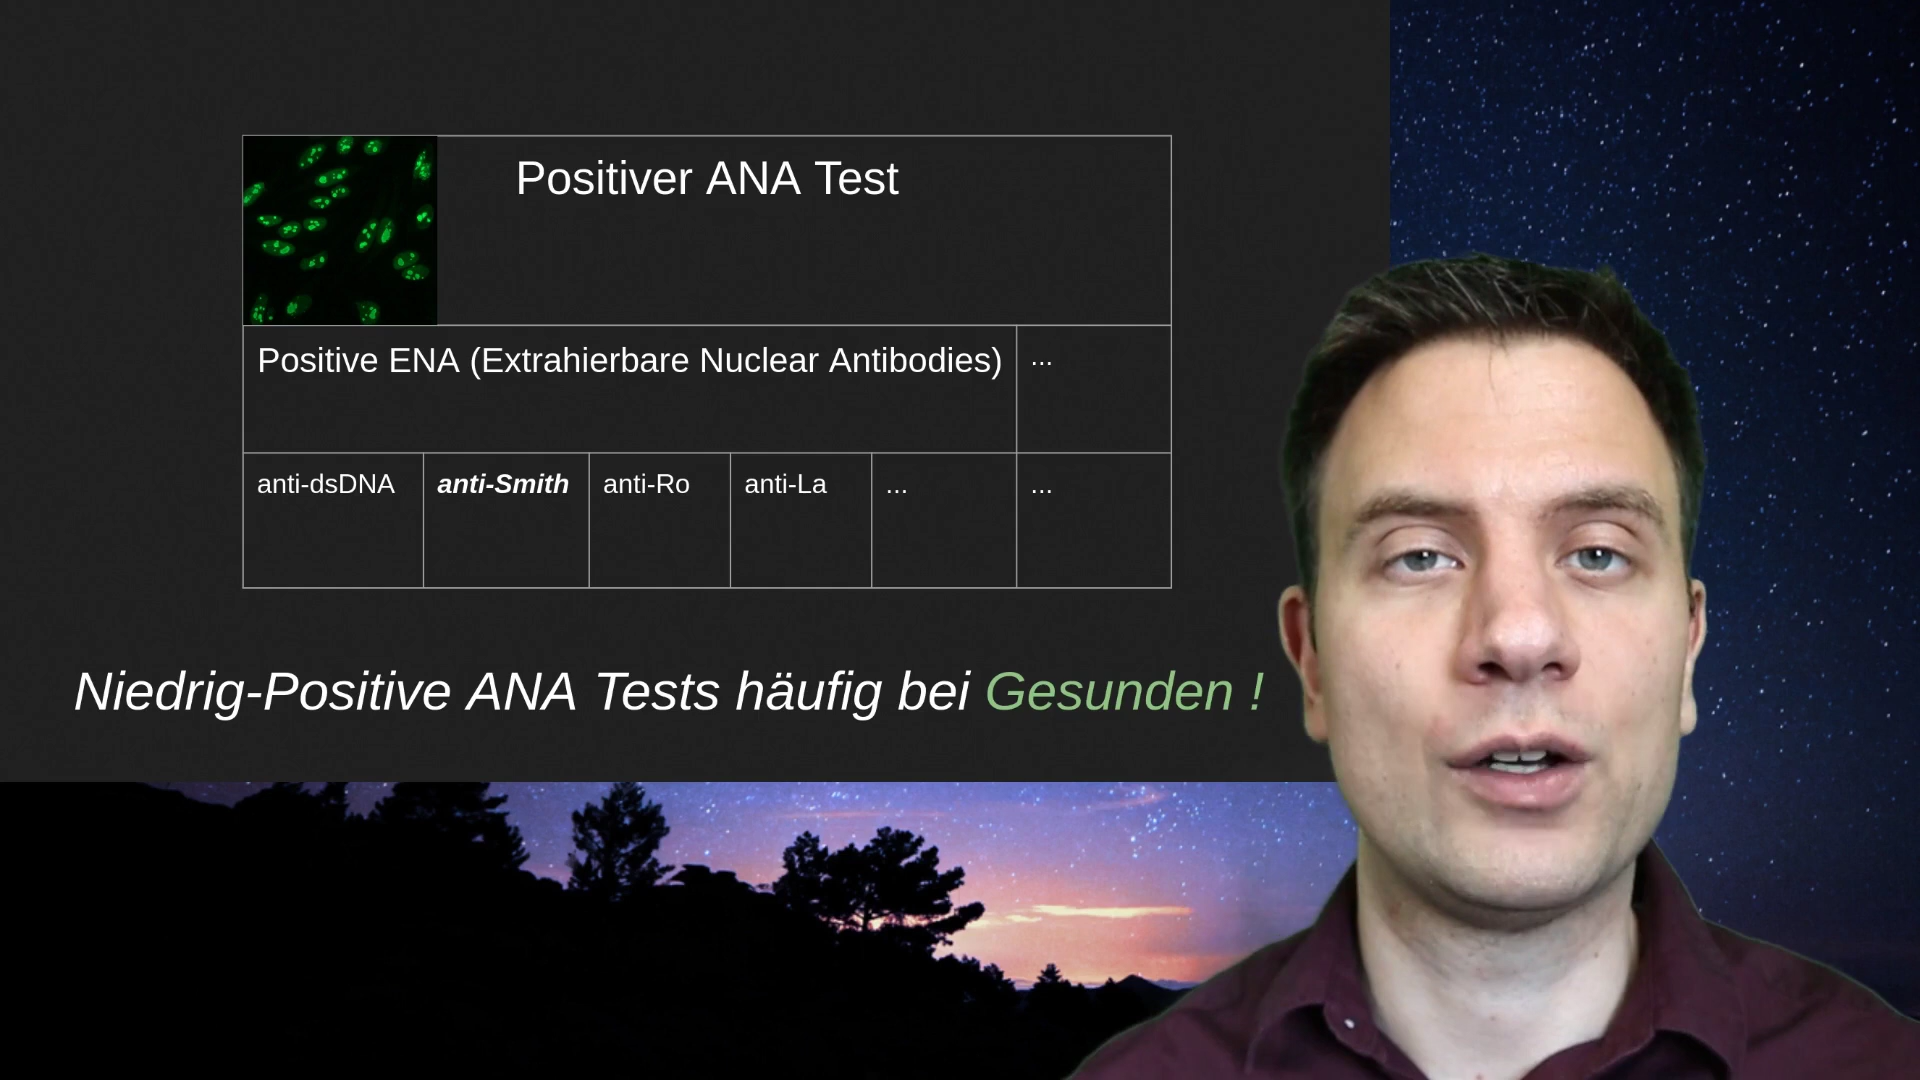 Positiver ANA Test
Positive ENA (Extrahierbare Nuclear Antibodies)
...
anti-dsDNA
anti-Smith
anti-Ro
anti-La
...
...
Niedrig-Positive ANA Tests häufig bei Gesunden !